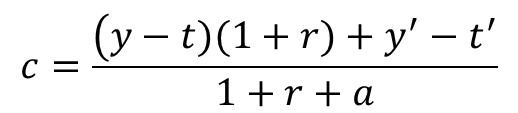 c = ((y − t)(1 + r) + y′ − t′) / (1 + r + a)